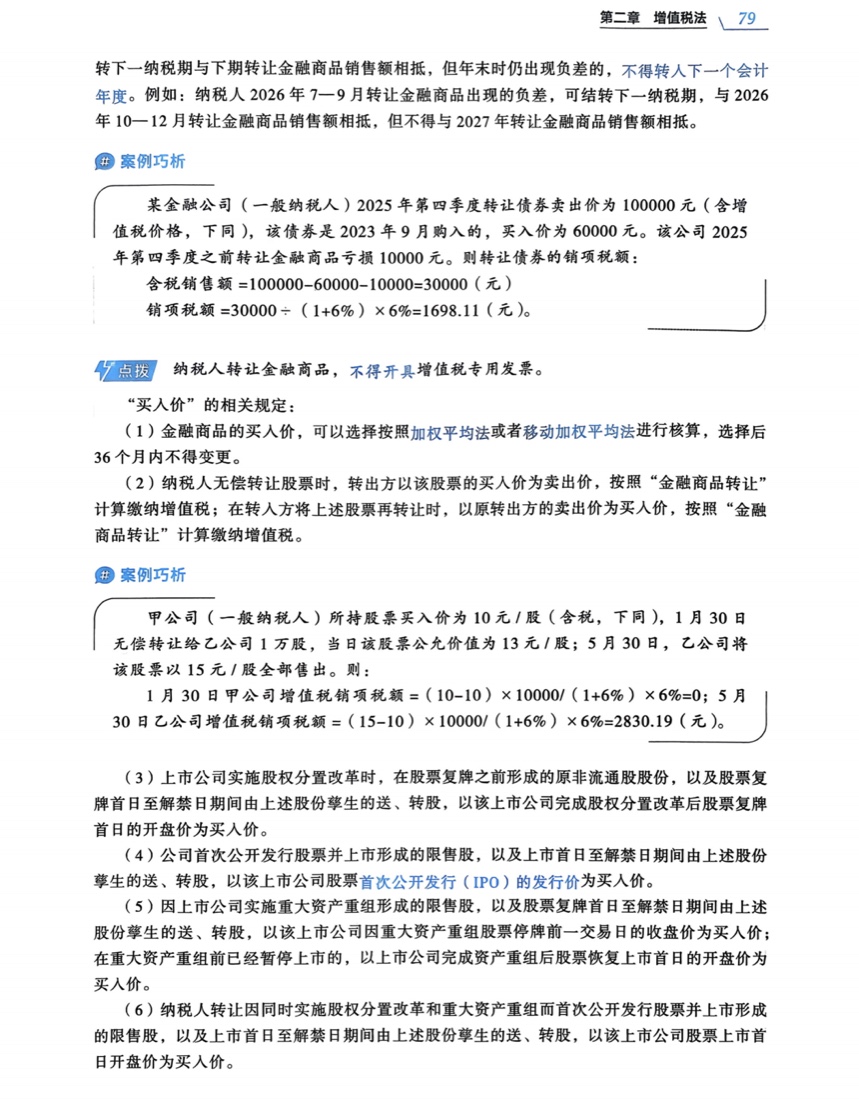 第二章 增值税法 79
转下一纳税期与下期转让金融商品销售额相抵，但年末时仍出现负差的，不得转入下一个会计
年度。例如：纳税人 2026 年 7—9 月转让金融商品出现的负差，可结转下一纳税期，与 2026
年 10—12 月转让金融商品销售额相抵，但不得与 2027 年转让金融商品销售额相抵。
# 案例巧析
某金融公司（一般纳税人）2025 年第四季度转让债券卖出价为 100000 元（含增
值税价格，下同），该债券是 2023 年 9 月购入的，买入价为 60000 元。该公司 2025
年第四季度之前转让金融商品亏损 10000 元。则转让债券的销项税额：
含税销售额 =100000-60000-10000=30000（元）
销项税额 =30000÷（1+6%）×6%=1698.11（元）。
点拨 纳税人转让金融商品，不得开具增值税专用发票。
“买入价”的相关规定：
（1）金融商品的买入价，可以选择按照加权平均法或者移动加权平均法进行核算，选择后
36 个月内不得变更。
（2）纳税人无偿转让股票时，转出方以该股票的买入价为卖出价，按照“金融商品转让”
计算缴纳增值税；在转入方将上述股票再转让时，以原转出方的卖出价为买入价，按照“金融
商品转让”计算缴纳增值税。
# 案例巧析
甲公司（一般纳税人）所持股票买入价为 10 元 / 股（含税，下同），1 月 30 日
无偿转让给乙公司 1 万股，当日该股票公允价值为 13 元 / 股；5 月 30 日，乙公司将
该股票以 15 元 / 股全部售出。则：
1 月 30 日甲公司增值税销项税额 =（10-10）×10000/（1+6%）×6%=0；5 月
30 日乙公司增值税销项税额 =（15-10）×10000/（1+6%）×6%=2830.19（元）。
（3）上市公司实施股权分置改革时，在股票复牌之前形成的原非流通股股份，以及股票复
牌首日至解禁日期间由上述股份孳生的送、转股，以该上市公司完成股权分置改革后股票复牌
首日的开盘价为买入价。
（4）公司首次公开发行股票并上市形成的限售股，以及上市首日至解禁日期间由上述股份
孳生的送、转股，以该上市公司股票首次公开发行（IPO）的发行价为买入价。
（5）因上市公司实施重大资产重组形成的限售股，以及股票复牌首日至解禁日期间由上述
股份孳生的送、转股，以该上市公司因重大资产重组股票停牌前一交易日的收盘价为买入价；
在重大资产重组前已经暂停上市的，以上市公司完成资产重组后股票恢复上市首日的开盘价为
买入价。
（6）纳税人转让因同时实施股权分置改革和重大资产重组而首次公开发行股票并上市形成
的限售股，以及上市首日至解禁日期间由上述股份孳生的送、转股，以该上市公司股票上市首
日开盘价为买入价。